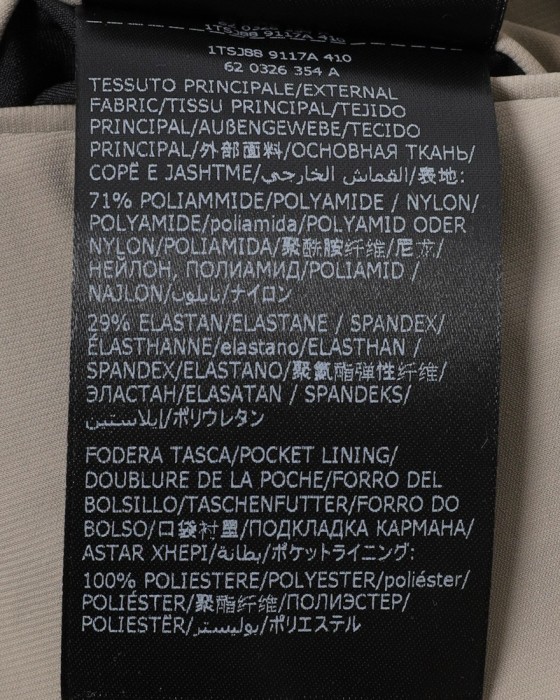 62 0326 354 A
1TSJ88 9117A 410
1TSJ88 9117A 410
62 0326 354 A
TESSUTO PRINCIPALE/EXTERNAL
FABRIC/TISSU PRINCIPAL/TEJIDO
PRINCIPAL/AUßENGEWEBE/TECIDO
PRINCIPAL/外部面料/ОСНОВНАЯ ТКАНЬ/
COPË E JASHTME/القماش الخارجي/表地:
71% POLIAMMIDE/POLYAMIDE / NYLON/
POLYAMIDE/poliamida/POLYAMID ODER
NYLON/POLIAMIDA/聚酰胺纤维/尼龙/
НЕЙЛОН, ПОЛИАМИД/POLIAMID /
NAJLON/نايلون/ナイロン
29% ELASTAN/ELASTANE / SPANDEX/
ÉLASTHANNE/elastano/ELASTHAN /
SPANDEX/ELASTANO/聚氨酯弹性纤维/
ЭЛАСТАН/ELASATAN / SPANDEKS/
إيلاستين/ポリウレタン
FODERA TASCA/POCKET LINING/
DOUBLURE DE LA POCHE/FORRO DEL
BOLSILLO/TASCHENFUTTER/FORRO DO
BOLSO/口袋衬里/ПОДКЛАДКА КАРМАНА/
ASTAR XHEPI/بطانة/ポケットライニング:
100% POLIESTERE/POLYESTER/poliéster/
POLIÉSTER/聚酯纤维/ПОЛИЭСТЕР/
POLIESTËR/بوليستر/ポリエステル